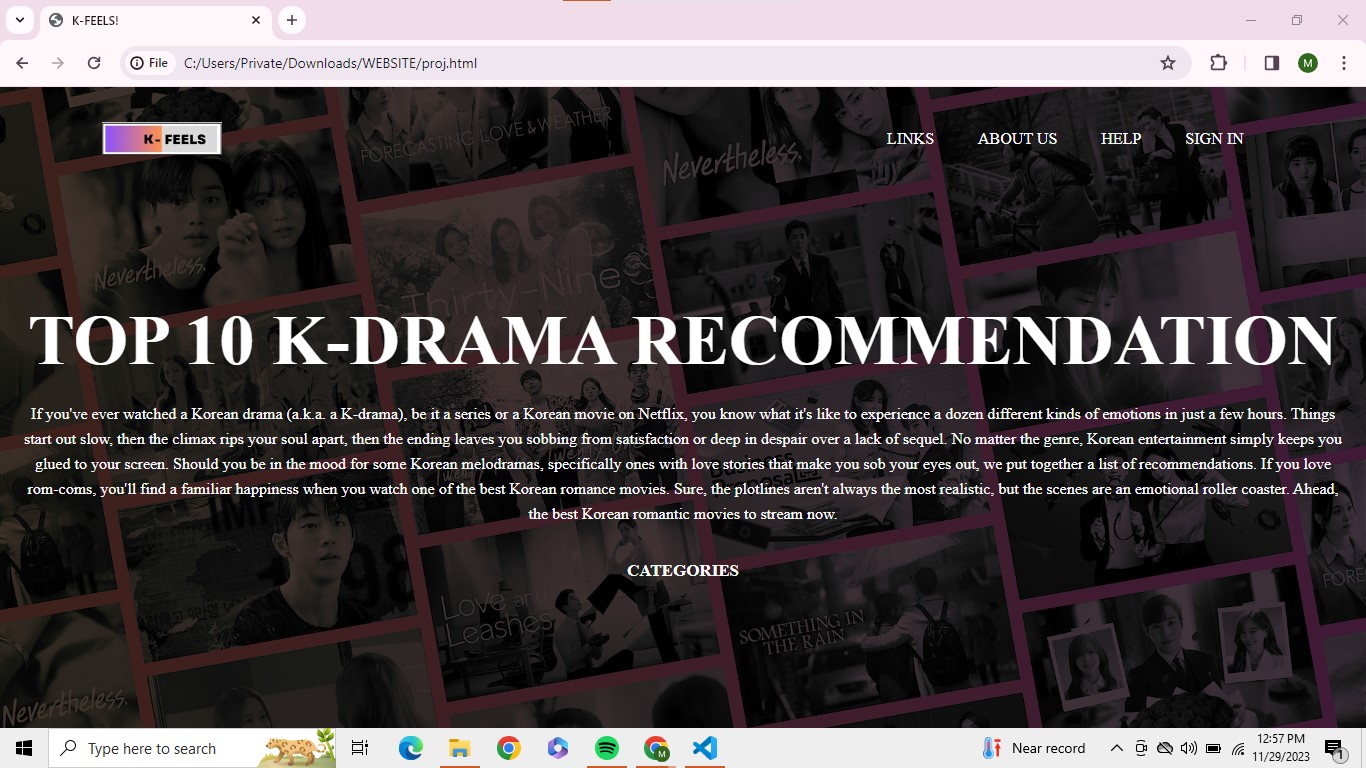 K-FEELS!
File
C:/Users/Private/Downloads/WEBSITE/proj.html
M
K- FEELS
LINKS
ABOUT US
HELP
SIGN IN
FORECASTING LOVE & WEATHER
Nevertheless,
Nevertheless,
Thirty-Nine
TOP 10 K-DRAMA RECOMMENDATION
If you've ever watched a Korean drama (a.k.a. a K-drama), be it a series or a Korean movie on Netflix, you know what it's like to experience a dozen different kinds of emotions in just a few hours. Things
start out slow, then the climax rips your soul apart, then the ending leaves you sobbing from satisfaction or deep in despair over a lack of sequel. No matter the genre, Korean entertainment simply keeps you
glued to your screen. Should you be in the mood for some Korean melodramas, specifically ones with love stories that make you sob your eyes out, we put together a list of recommendations. If you love
rom-coms, you'll find a familiar happiness when you watch one of the best Korean romance movies. Sure, the plotlines aren't always the most realistic, but the scenes are an emotional roller coaster. Ahead,
the best Korean romantic movies to stream now.
CATEGORIES
Love and
Leashes
SOMETHING IN
THE RAIN
FORE
Nevertheless,
Type here to search
M
Near record
12:57 PM
11/29/2023
1